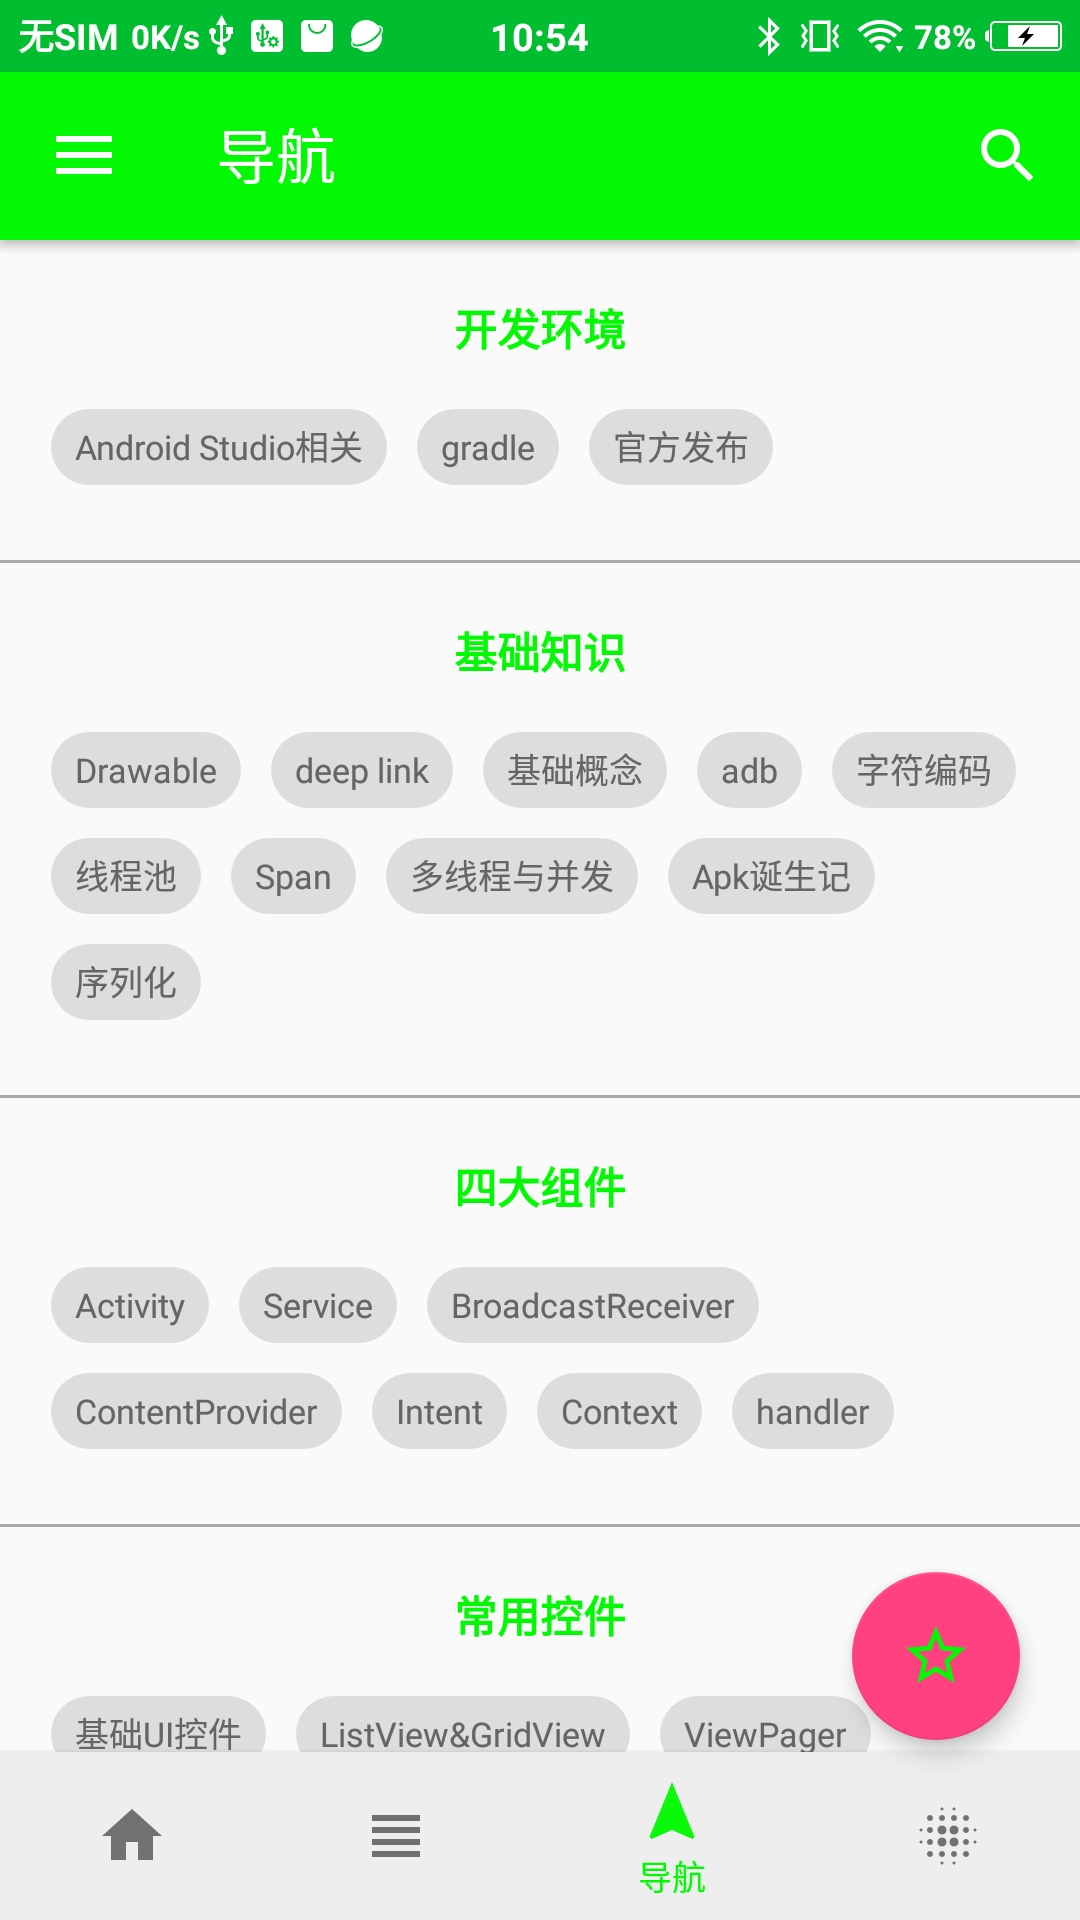 无SIM 0K/s 10:54 78%
导航
开发环境
Android Studio相关 gradle 官方发布
基础知识
Drawable deep link 基础概念 adb 字符编码
线程池 Span 多线程与并发 Apk诞生记
序列化
四大组件
Activity Service BroadcastReceiver
ContentProvider Intent Context handler
常用控件
基础UI控件 ListView&GridView ViewPager
导航